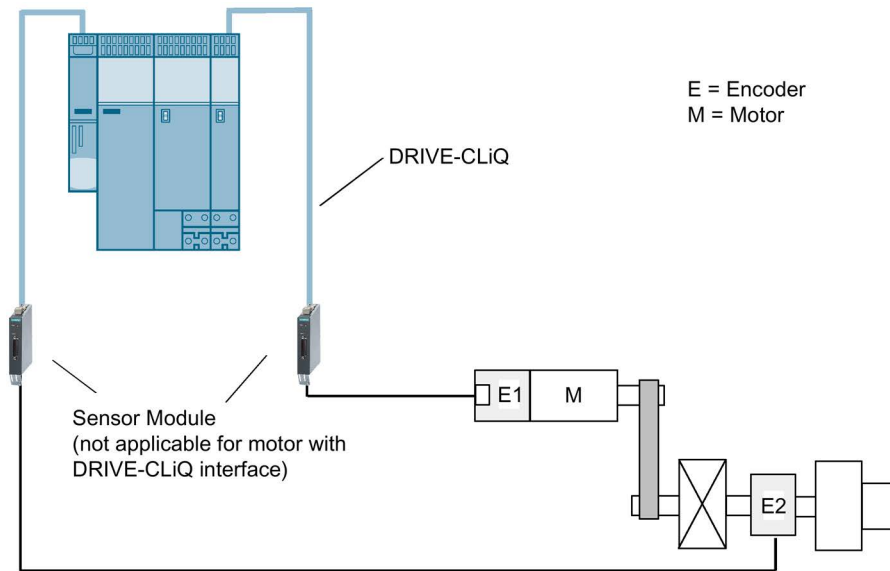 E = Encoder
M = Motor
DRIVE-CLiQ
Sensor Module
(not applicable for motor with
DRIVE-CLiQ interface)
E1
M
E2